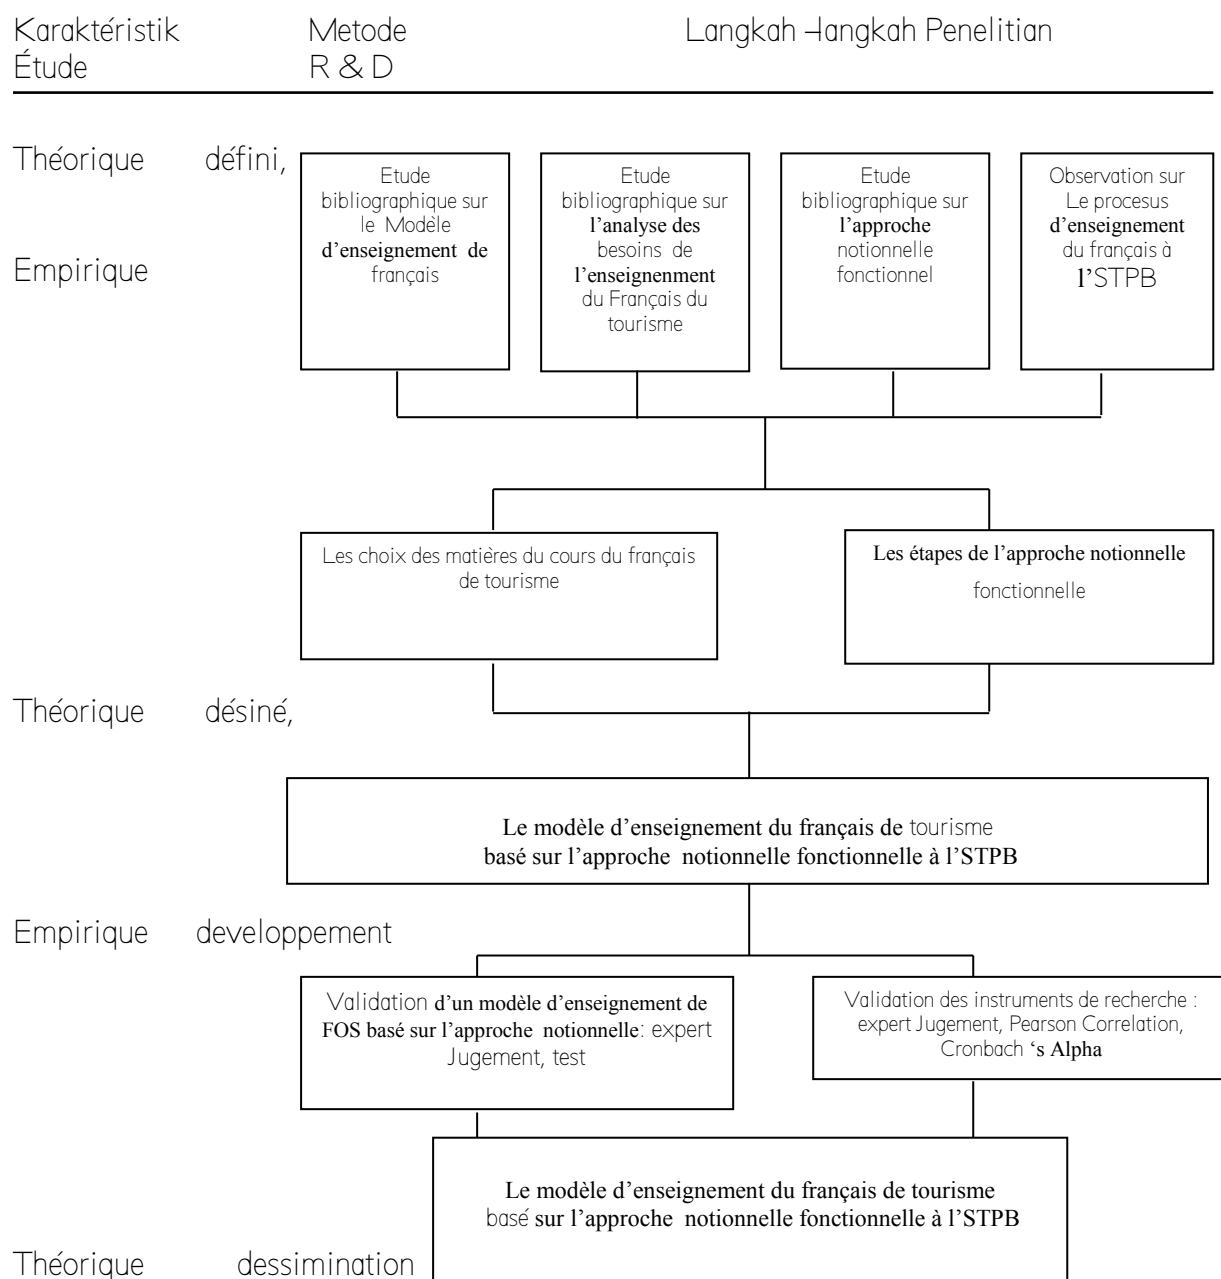 Karaktéristik Metode Langkah -langkah Penelitian
Étude R & D
Théorique défini,
Empirique
Etude
bibliographique sur
le Modèle
d’enseignement de
français
Etude
bibliographique sur
l’analyse des
besoins de
l’enseignenment
du Français du
tourisme
Etude
bibliographique sur
l’approche
notionnelle
fonctionnel
Observation sur
Le procesus
d’enseignement
du français à
l’STPB
Les choix des matières du cours du français
de tourisme
Les étapes de l’approche notionnelle
fonctionnelle
Théorique désiné,
Le modèle d’enseignement du français de tourisme
basé sur l’approche notionnelle fonctionnelle à l’STPB
Empirique developpement
Validation d’un modèle d’enseignement de
FOS basé sur l’approche notionnelle: expert
Jugement, test
Validation des instruments de recherche :
expert Jugement, Pearson Correlation,
Cronbach ‘s Alpha
Le modèle d’enseignement du français de tourisme
basé sur l’approche notionnelle fonctionnelle à l’STPB
Théorique dessimination